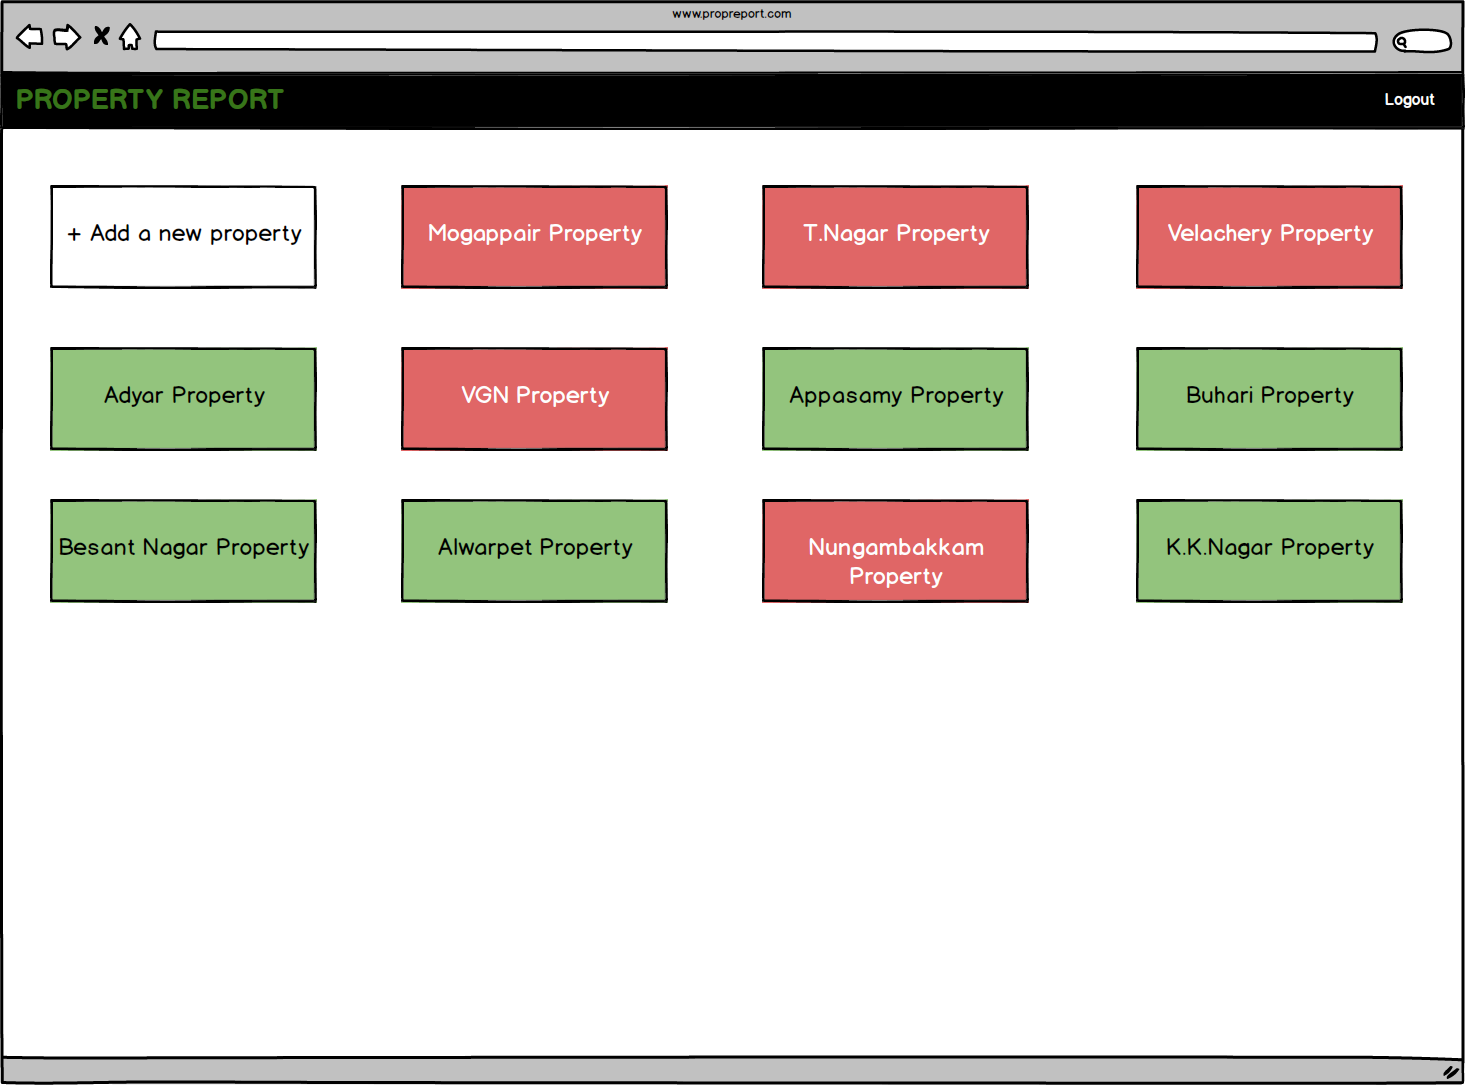 www.propreport.com
PROPERTY REPORT
Logout
+ Add a new property
Mogappair Property
T.Nagar Property
Velachery Property
Adyar Property
VGN Property
Appasamy Property
Buhari Property
Besant Nagar Property
Alwarpet Property
Nungambakkam
Property
K.K.Nagar Property